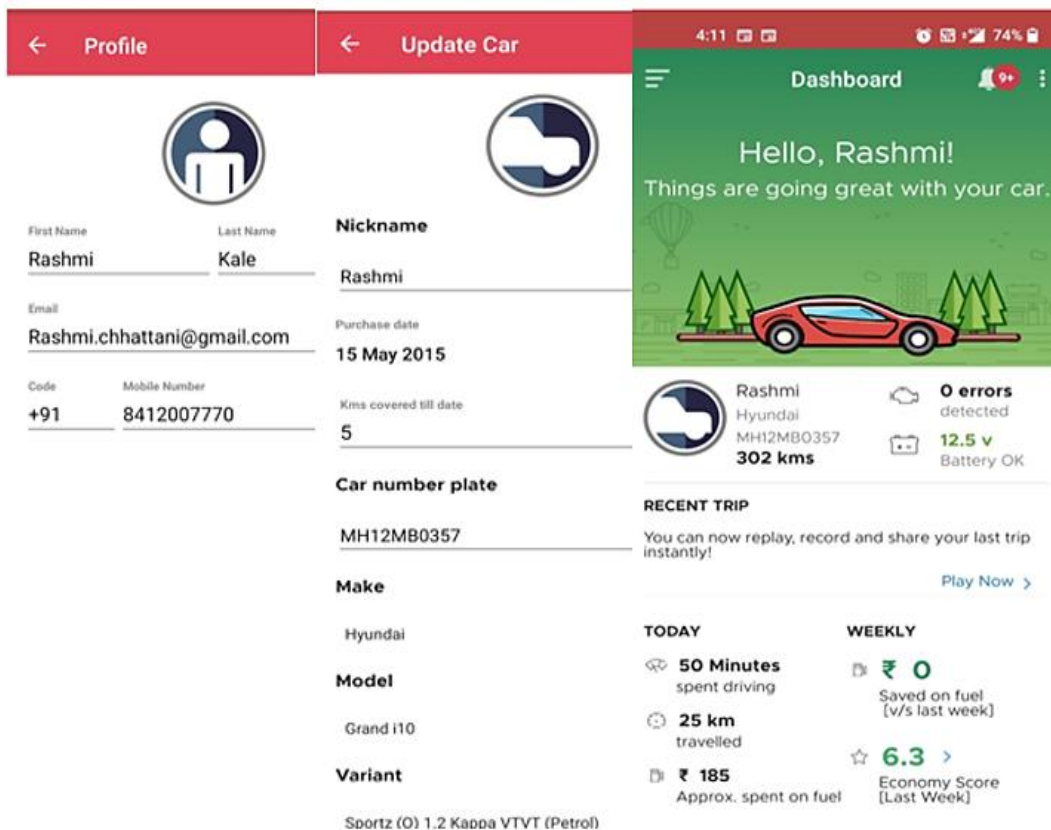 Profile
First Name Last Name
Rashmi Kale
Email
Rashmi.chhattani@gmail.com
Code Mobile Number
+91 8412007770
Update Car
Nickname
Rashmi
Purchase date
15 May 2015
Kms covered till date
5
Car number plate
MH12MB0357
Make
Hyundai
Model
Grand i10
Variant
Sportz (O) 1.2 Kappa VTVT (Petrol)
4:11 74%
Dashboard 9+
Hello, Rashmi!
Things are going great with your car.
Rashmi
Hyundai
MH12MB0357
302 kms
0 errors
detected
12.5 v
Battery OK
RECENT TRIP
You can now replay, record and share your last trip
instantly!
Play Now >
TODAY
50 Minutes
spent driving
25 km
travelled
₹ 185
Approx. spent on fuel
WEEKLY
₹ 0
Saved on fuel
[v/s last week]
6.3 >
Economy Score
[Last Week]